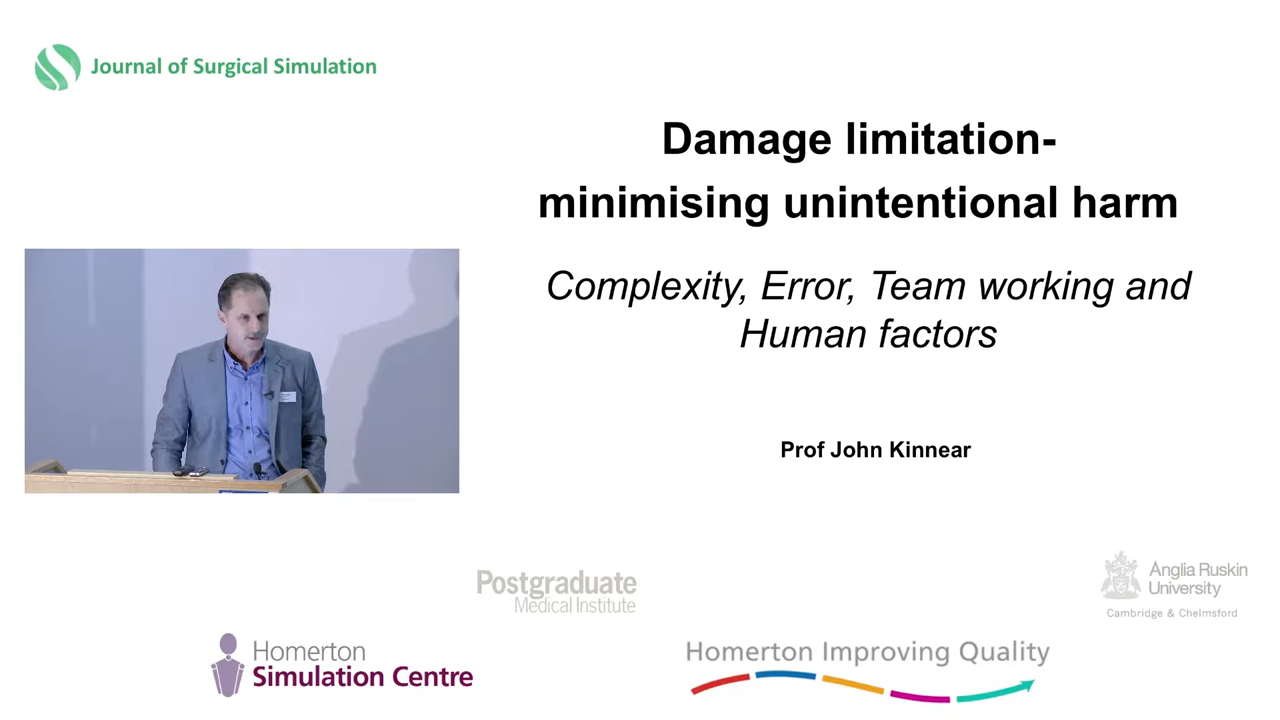 Journal of Surgical Simulation
Damage limitation-
minimising unintentional harm
Complexity, Error, Team working and
Human factors
Prof John Kinnear
Postgraduate
Medical Institute
Anglia Ruskin
University
Cambridge & Chelmsford
Homerton
Simulation Centre
Homerton Improving Quality